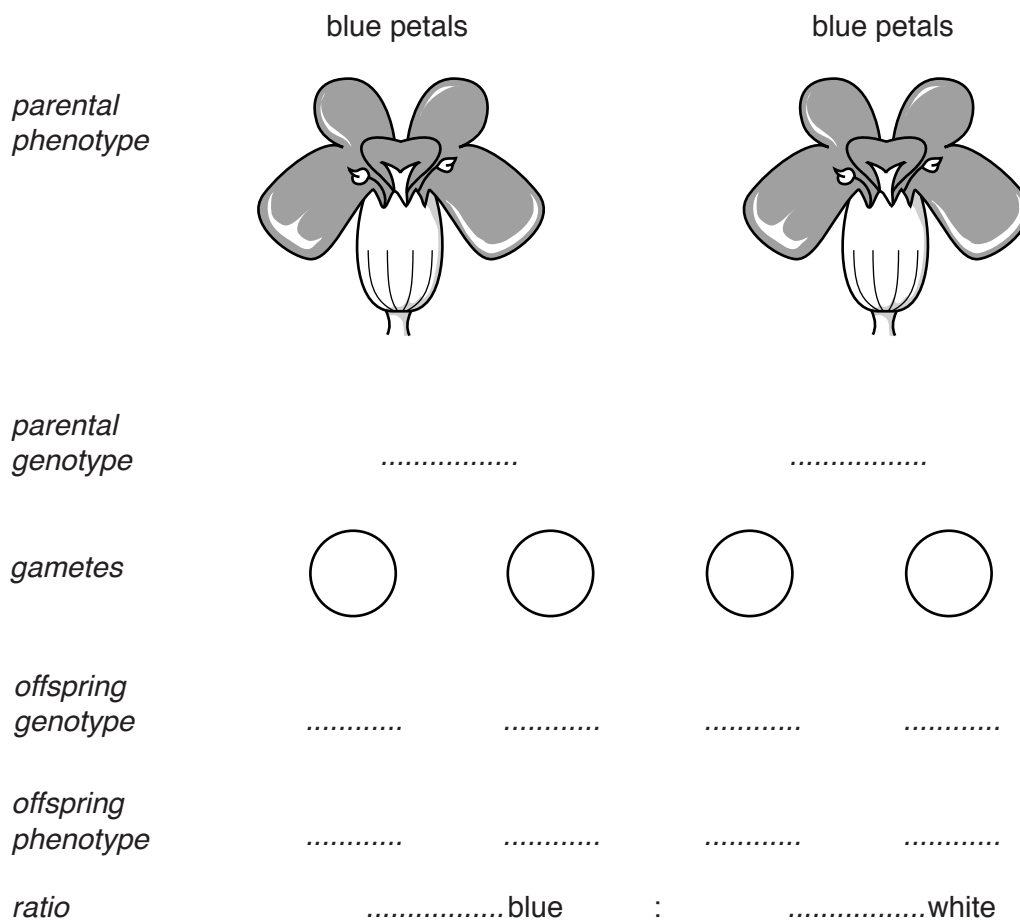 blue petals blue petals
parental
phenotype
parental
genotype ................. .................
gametes
offspring
genotype ............ ............ ............ ............
offspring
phenotype ............ ............ ............ ............
ratio .................blue : .................white